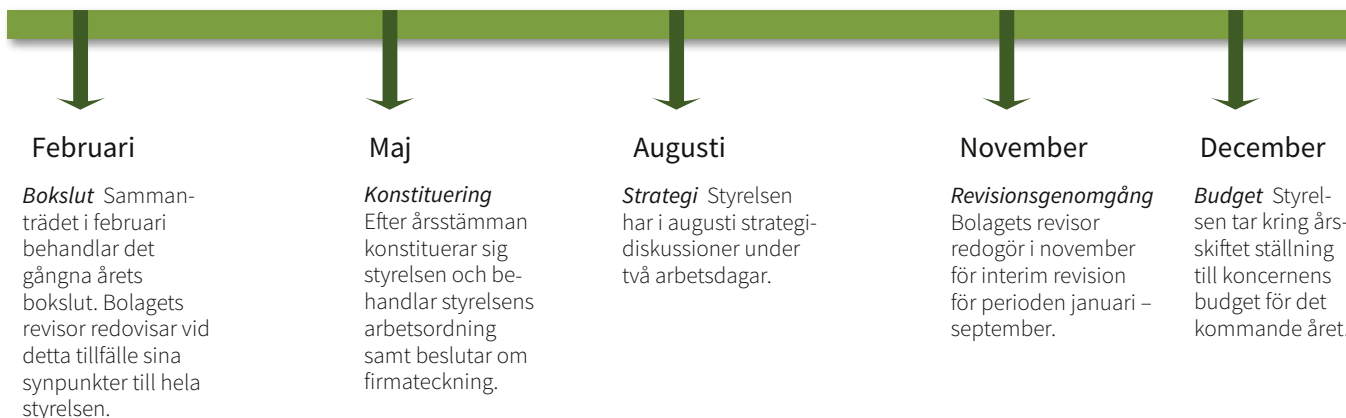 Februari
Bokslut Samman-
trädet i februari
behandlar det
gångna årets
bokslut. Bolagets
revisor redovisar vid
detta tillfälle sina
synpunkter till hela
styrelsen.
Maj
Konstituering
Efter årsstämman
konstituerar sig
styrelsen och be-
handlar styrelsens
arbetsordning
samt beslutar om
firmateckning.
Augusti
Strategi Styrelsen
har i augusti strategi-
diskussioner under
två arbetsdagar.
November
Revisionsgenomgång
Bolagets revisor
redogör i november
för interim revision
för perioden januari –
september.
December
Budget Styrel-
sen tar kring års-
skiftet ställning
till koncernens
budget för det
kommande året.